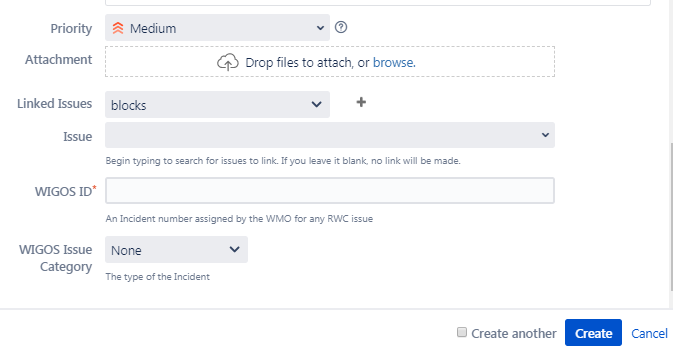 Priority Medium
Attachment Drop files to attach, or browse.
Linked Issues blocks
Issue
Begin typing to search for issues to link. If you leave it blank, no link will be made.
WIGOS ID*
An Incident number assigned by the WMO for any RWC issue
WIGOS Issue Category None
The type of the Incident
Create another Create Cancel